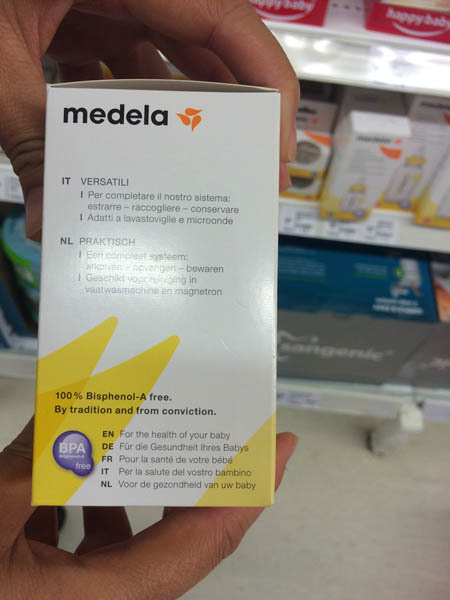 medela
IT VERSATILI
I Per completare il nostro sistema:
estrarre – raccogliere – conservare
I Adatti a lavastoviglie e microonde
NL PRAKTISCH
I Een compleet systeem:
afkolven – opvangen – bewaren
I Geschikt voor reiniging in
vaatwasmachine en magnetron
100 % Bisphenol-A free.
By tradition and from conviction.
BPA
Bisphenol-A
free
EN For the health of your baby
DE Für die Gesundheit Ihres Babys
FR Pour la santé de votre bébé
IT Per la salute del vostro bambino
NL Voor de gezondheid van uw baby
happy baby
medela